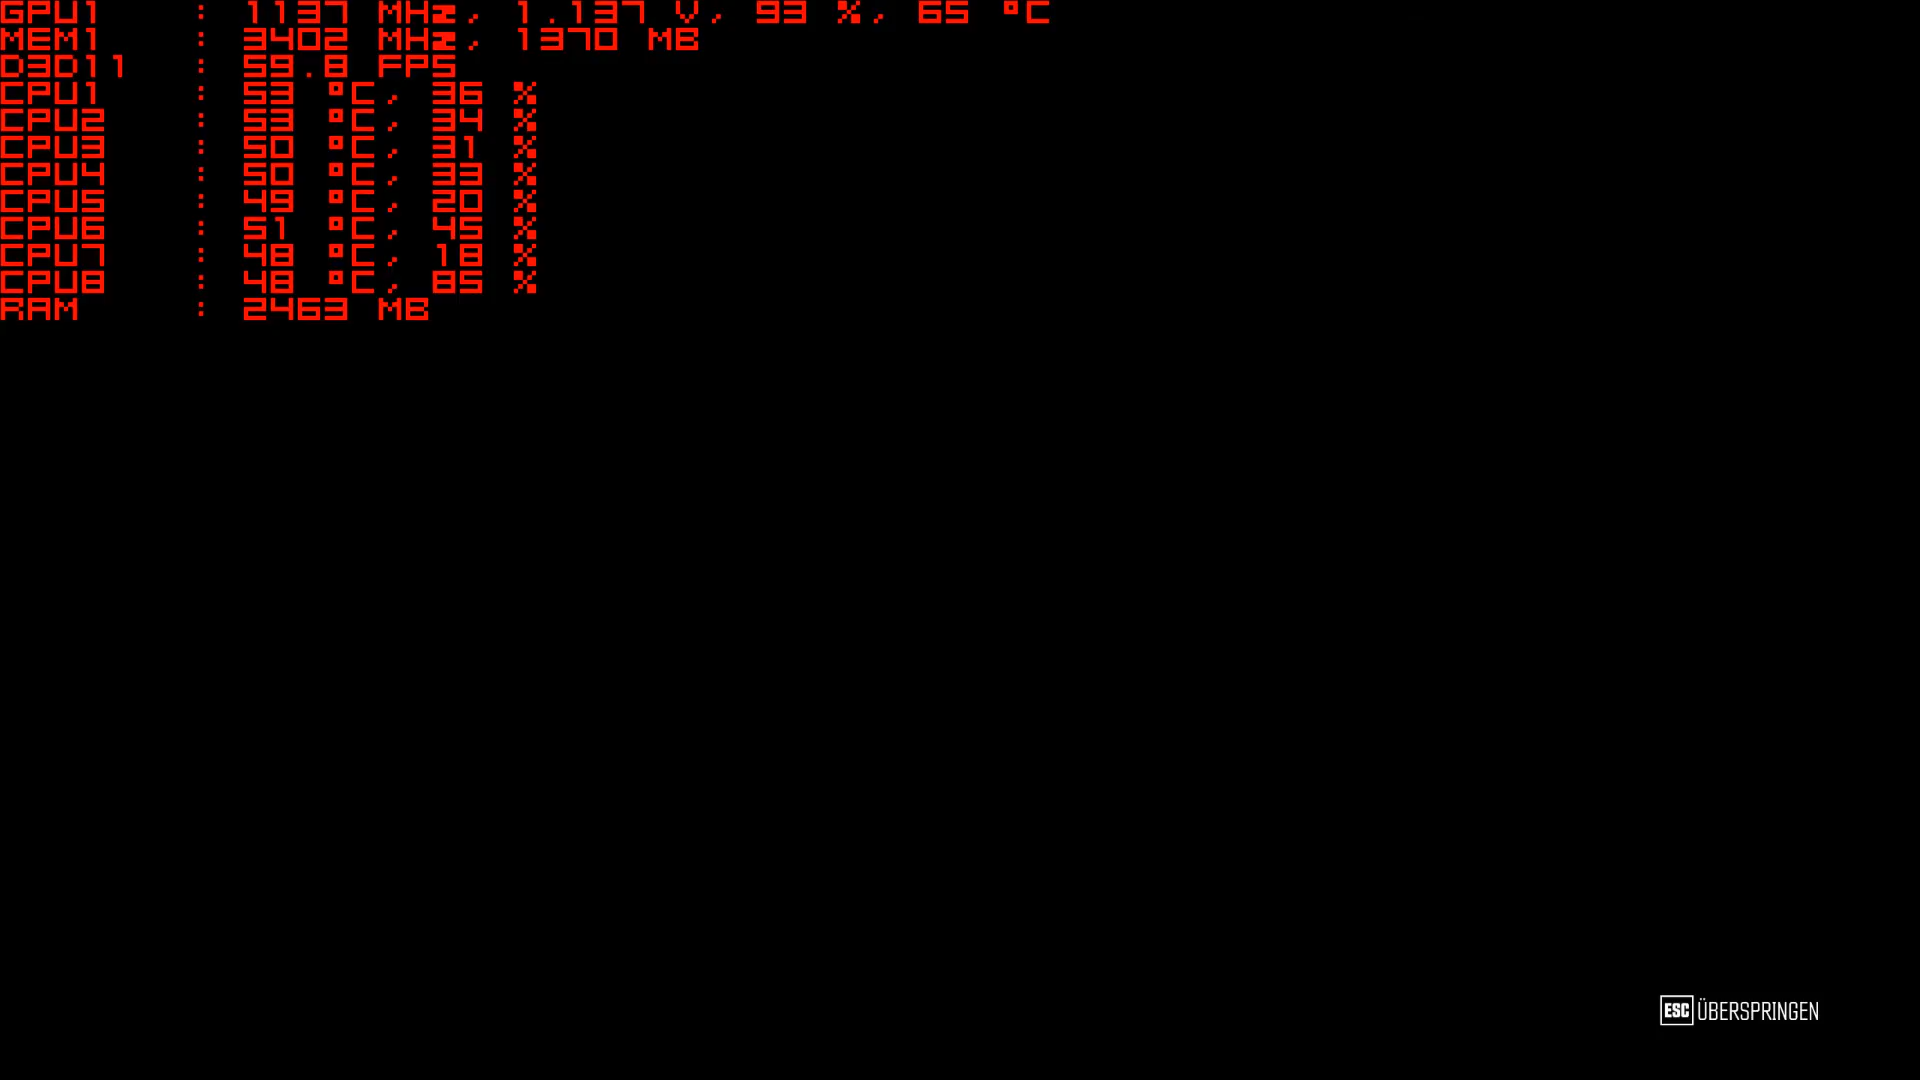 GPU1 : 1137 MHz, 1.137 V, 93 %, 65 °C
MEM1 : 3402 MHz, 1370 MB
D3D11 : 59.8 FPS
CPU1 : 53 °C, 36 %
CPU2 : 53 °C, 34 %
CPU3 : 50 °C, 31 %
CPU4 : 50 °C, 33 %
CPU5 : 49 °C, 20 %
CPU6 : 51 °C, 45 %
CPU7 : 48 °C, 18 %
CPU8 : 48 °C, 85 %
RAM : 2463 MB
ESC ÜBERSPRINGEN